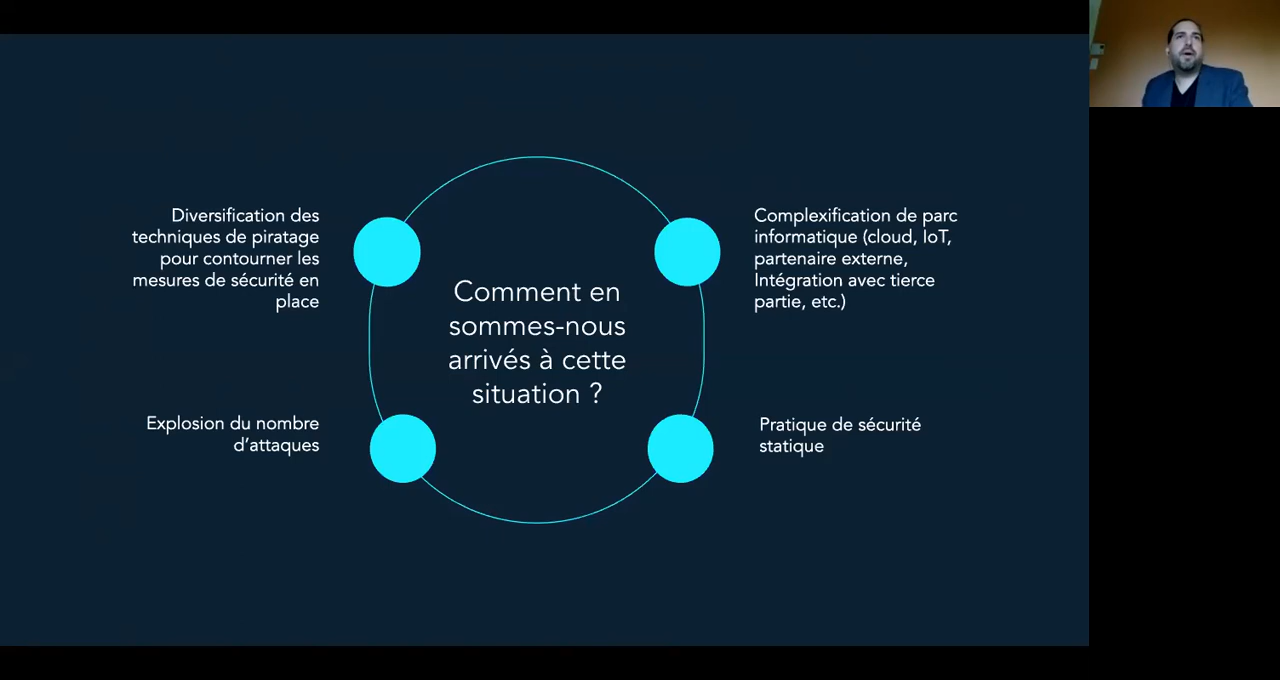 Diversification des
techniques de piratage
pour contourner les
mesures de sécurité en
place
Complexification de parc
informatique (cloud, IoT,
partenaire externe,
Intégration avec tierce
partie, etc.)
Comment en
sommes-nous
arrivés à cette
situation ?
Explosion du nombre
d’attaques
Pratique de sécurité
statique